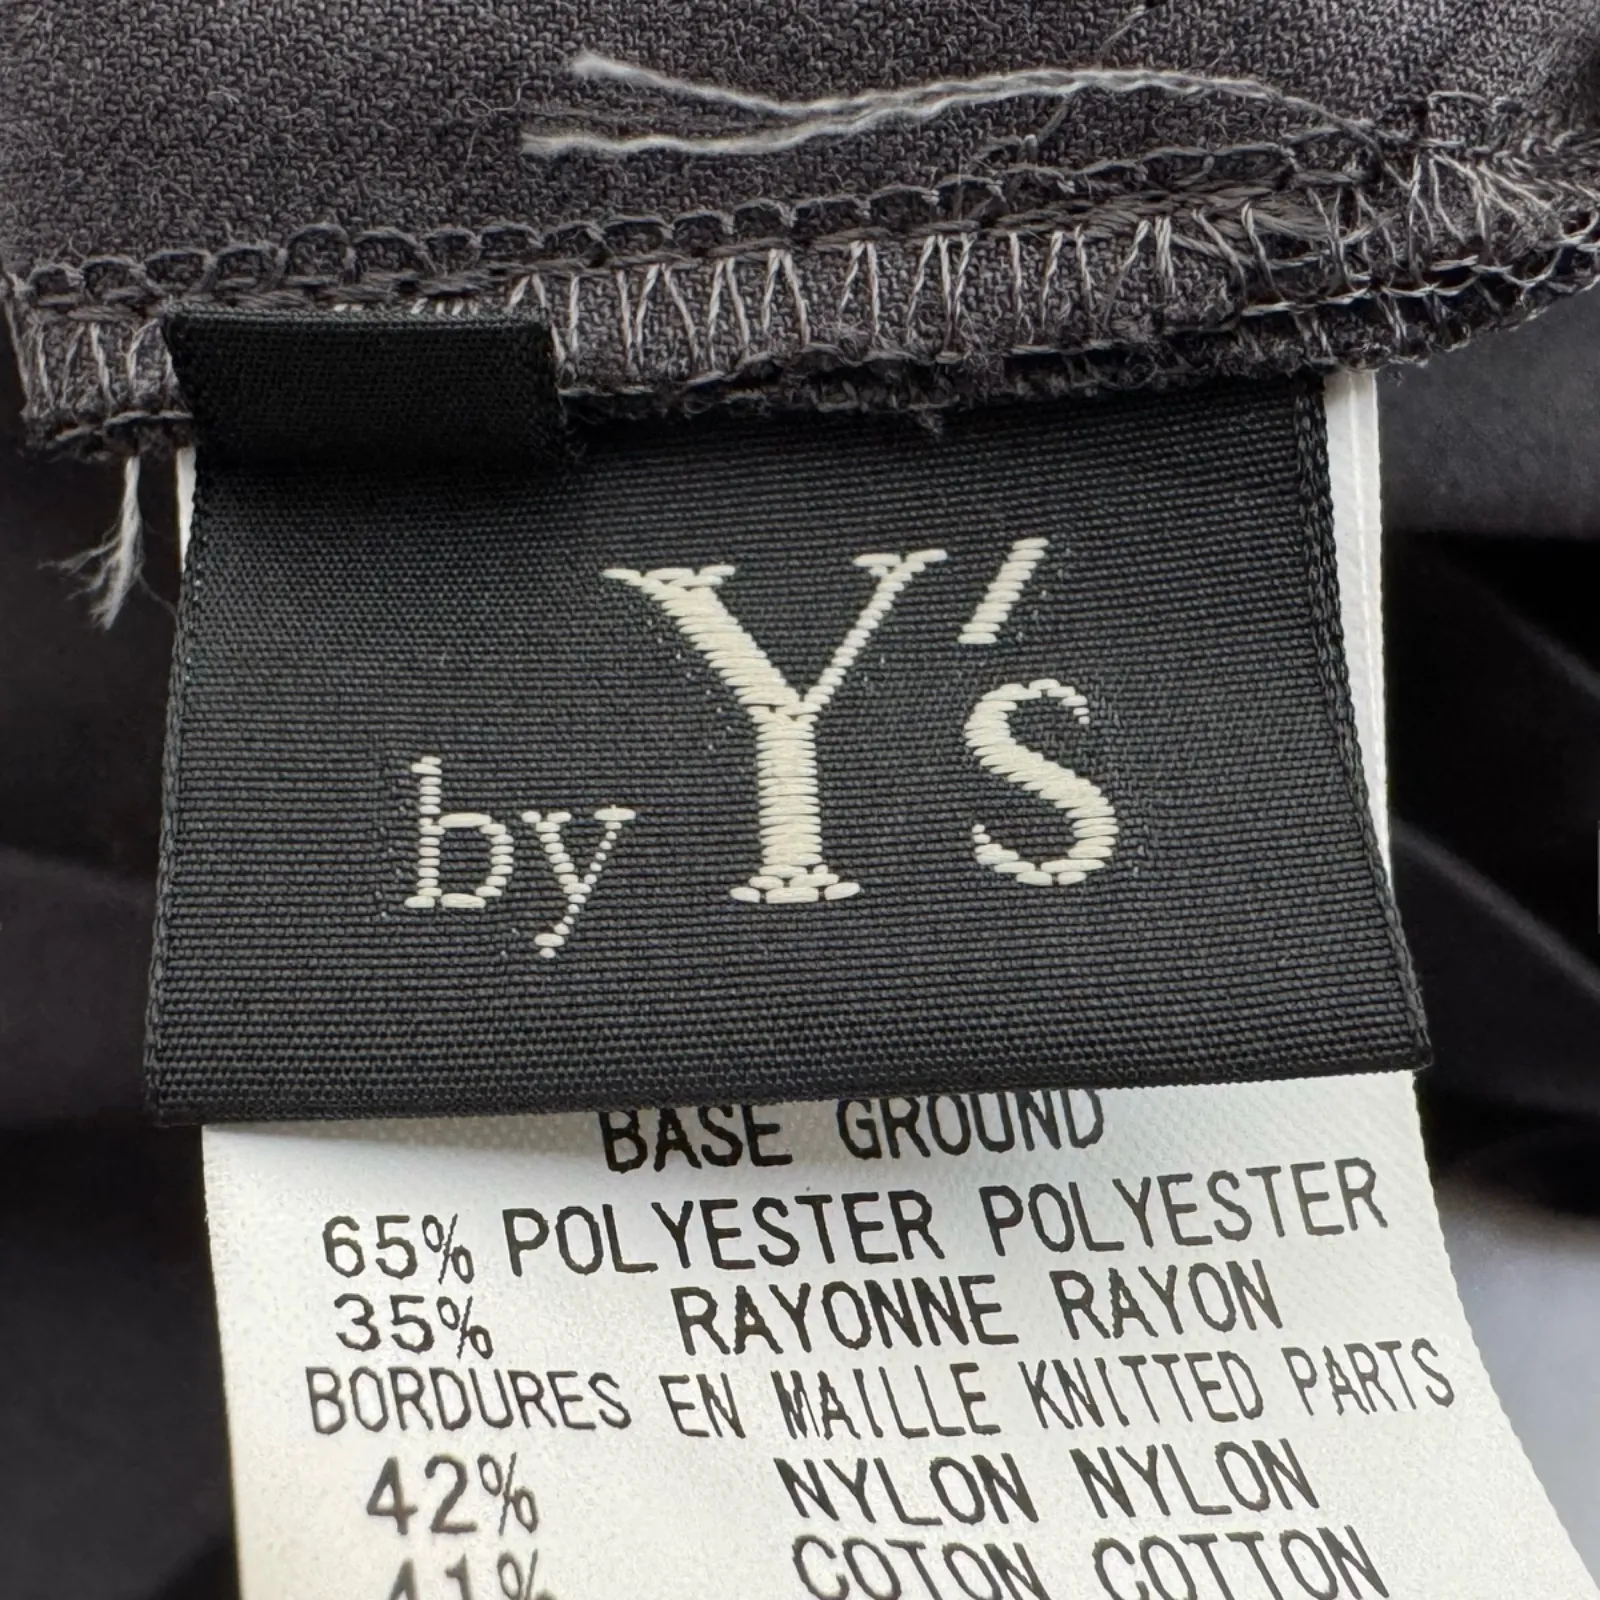 by Y's
BASE GROUND
65% POLYESTER POLYESTER
35% RAYONNE RAYON
BORDURES EN MAILLE KNITTED PARTS
42% NYLON NYLON
41% COTON COTTON